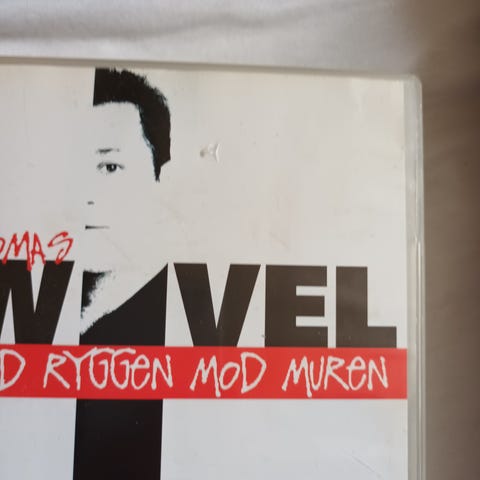 OMAS
W VEL
D RYGGEN MOD MUREN